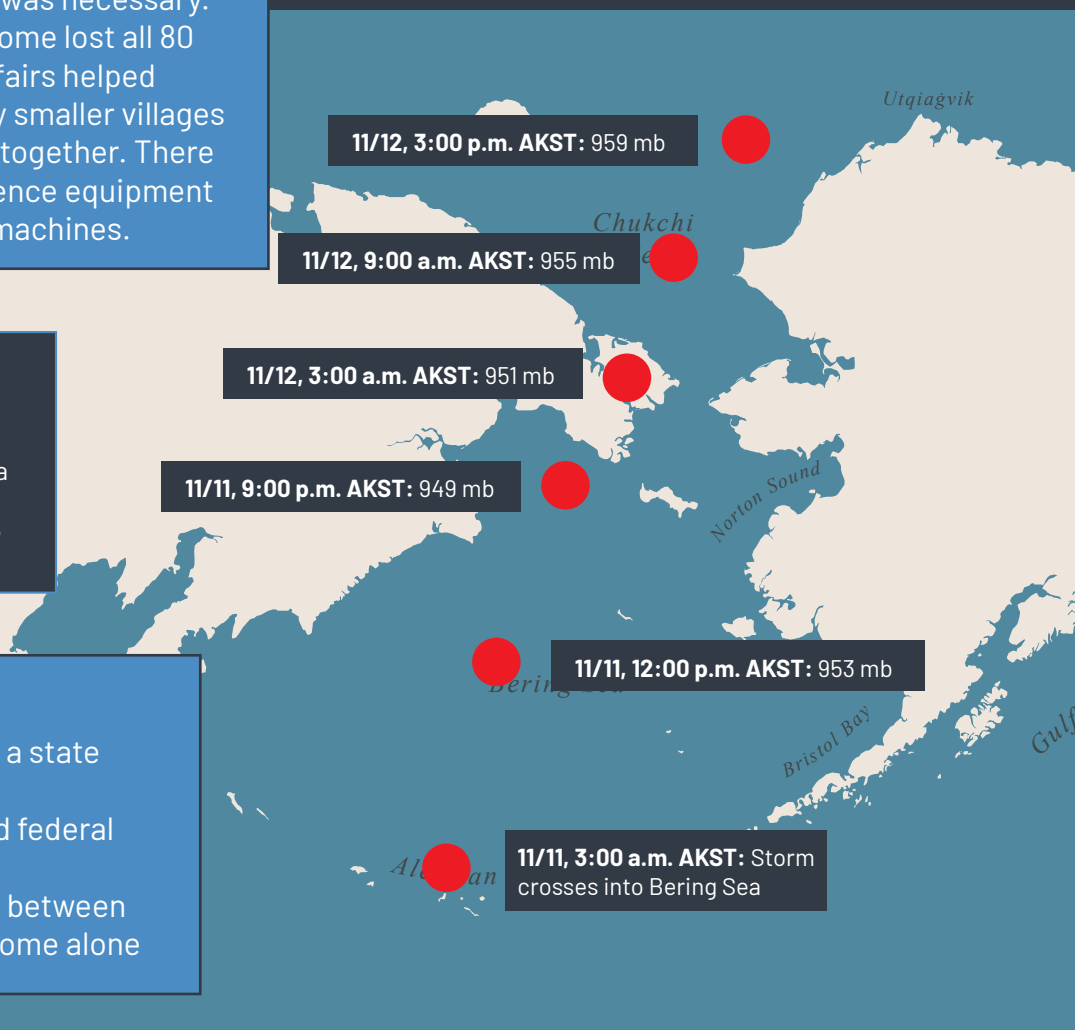 was necessary.
ome lost all 80
fairs helped
y smaller villages
together. There
ence equipment
machines.
a
a state
d federal
between
ome alone
Utqiaġvik
11/12, 3:00 p.m. AKST: 959 mb
Chukchi
11/12, 9:00 a.m. AKST: 955 mb
11/12, 3:00 a.m. AKST: 951 mb
11/11, 9:00 p.m. AKST: 949 mb
Norton Sound
11/11, 12:00 p.m. AKST: 953 mb
Bering Sea
Bristol Bay
Gulf
11/11, 3:00 a.m. AKST: Storm
crosses into Bering Sea